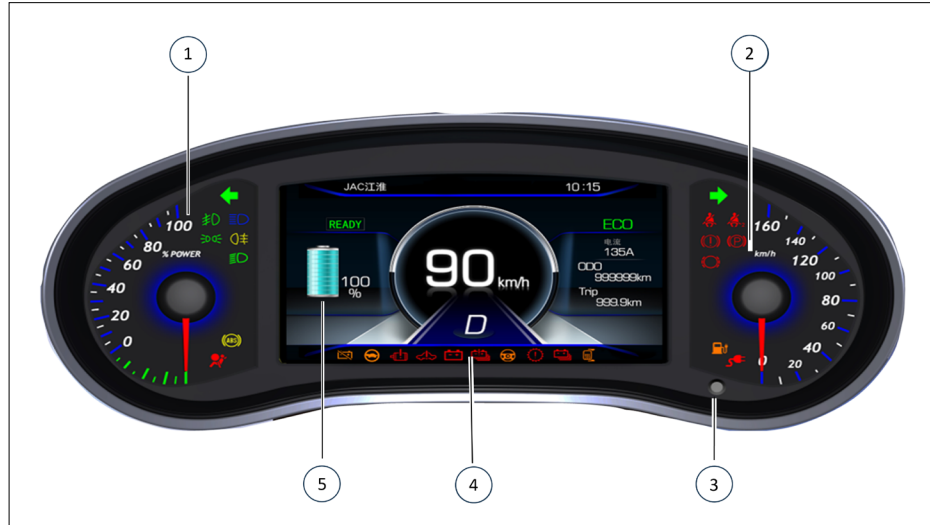 1
2
JAC江淮 10:15
100
80
% POWER
60
40
20
0
ABS
READY
100
%
90 km/h
D
ECO
电流
135A
ODO
999999km
Trip
999.9km
P
160
140
km/h
120
100
80
60
40
20
0
5
4
3